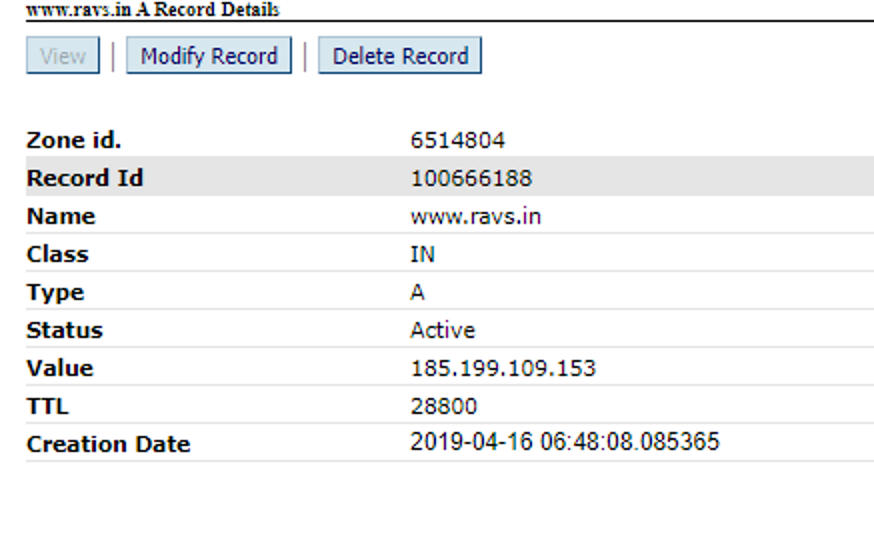 www.ravs.in A Record Details
View | Modify Record | Delete Record
Zone id. 6514804
Record Id 100666188
Name www.ravs.in
Class IN
Type A
Status Active
Value 185.199.109.153
TTL 28800
Creation Date 2019-04-16 06:48:08.085365